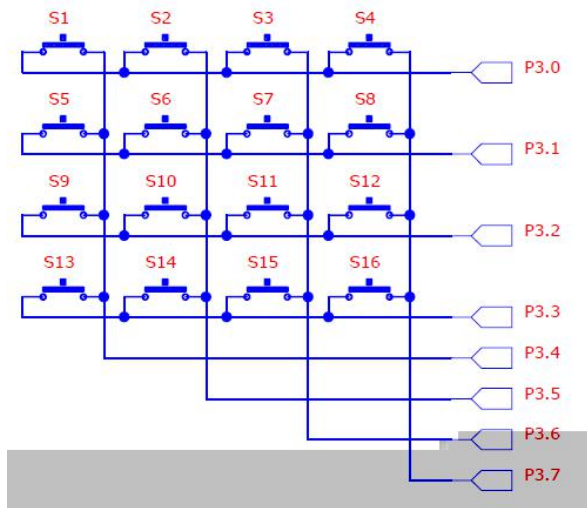 S1 S2 S3 S4
P3.0
S5 S6 S7 S8
P3.1
S9 S10 S11 S12
P3.2
S13 S14 S15 S16
P3.3
P3.4
P3.5
P3.6
P3.7